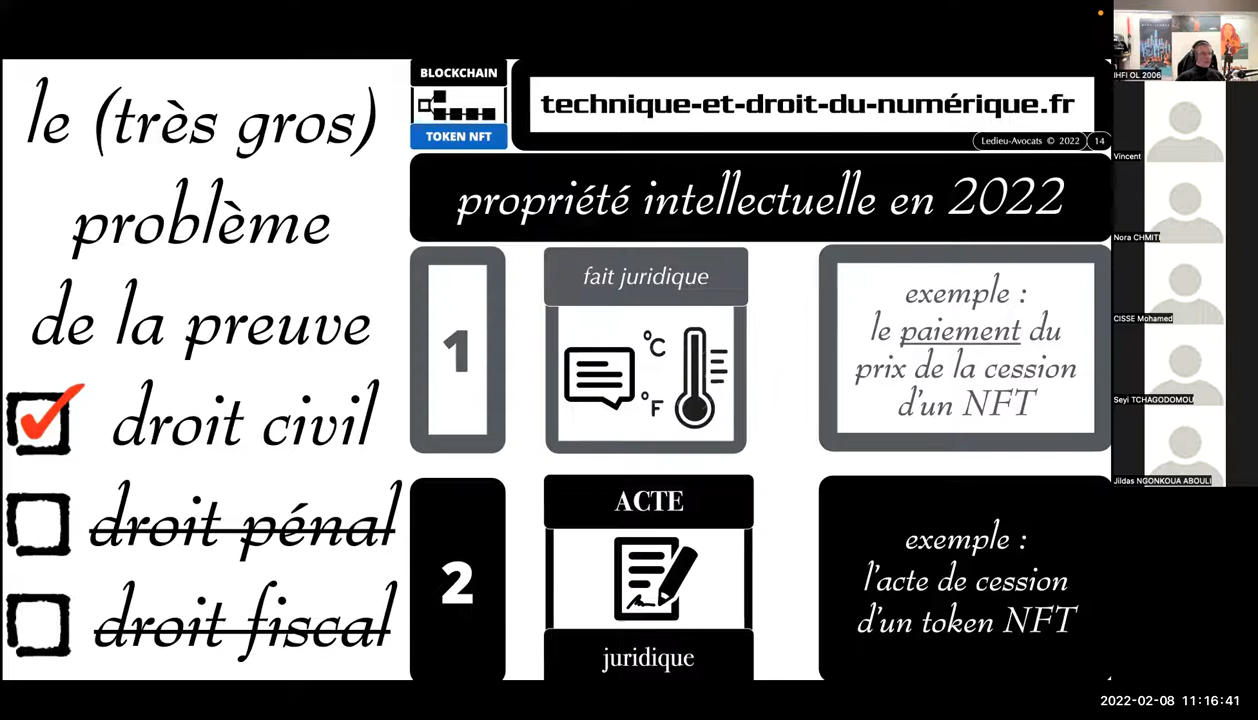 le (très gros)
problème
de la preuve
droit civil
droit pénal
droit fiscal
BLOCKCHAIN
TOKEN NFT
technique-et-droit-du-numérique.fr
Ledieu-Avocats © 2022
14
propriété intellectuelle en 2022
1
fait juridique
°C
°F
exemple :
le paiement du
prix de la cession
d'un NFT
2
ACTE
juridique
exemple :
l'acte de cession
d'un token NFT
IHFI OL 2006
Vincent
Nora CHMITI
CISSE Mohamed
Seyi TCHAGODOMOU
Jildas NGONKOUA ABOULI
2022-02-08 11:16:41